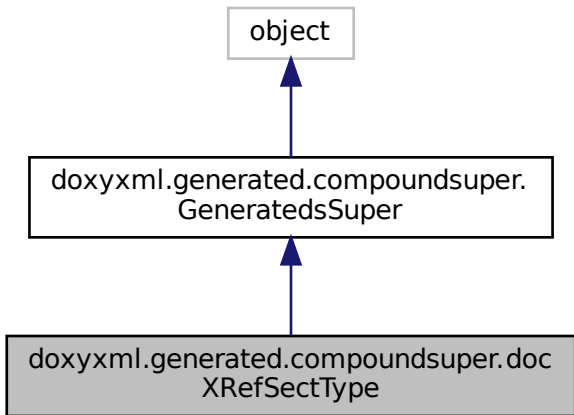 object
doxyxml.generated.compoundsuper.
GeneratedsSuper
doxyxml.generated.compoundsuper.doc
XRefSectType